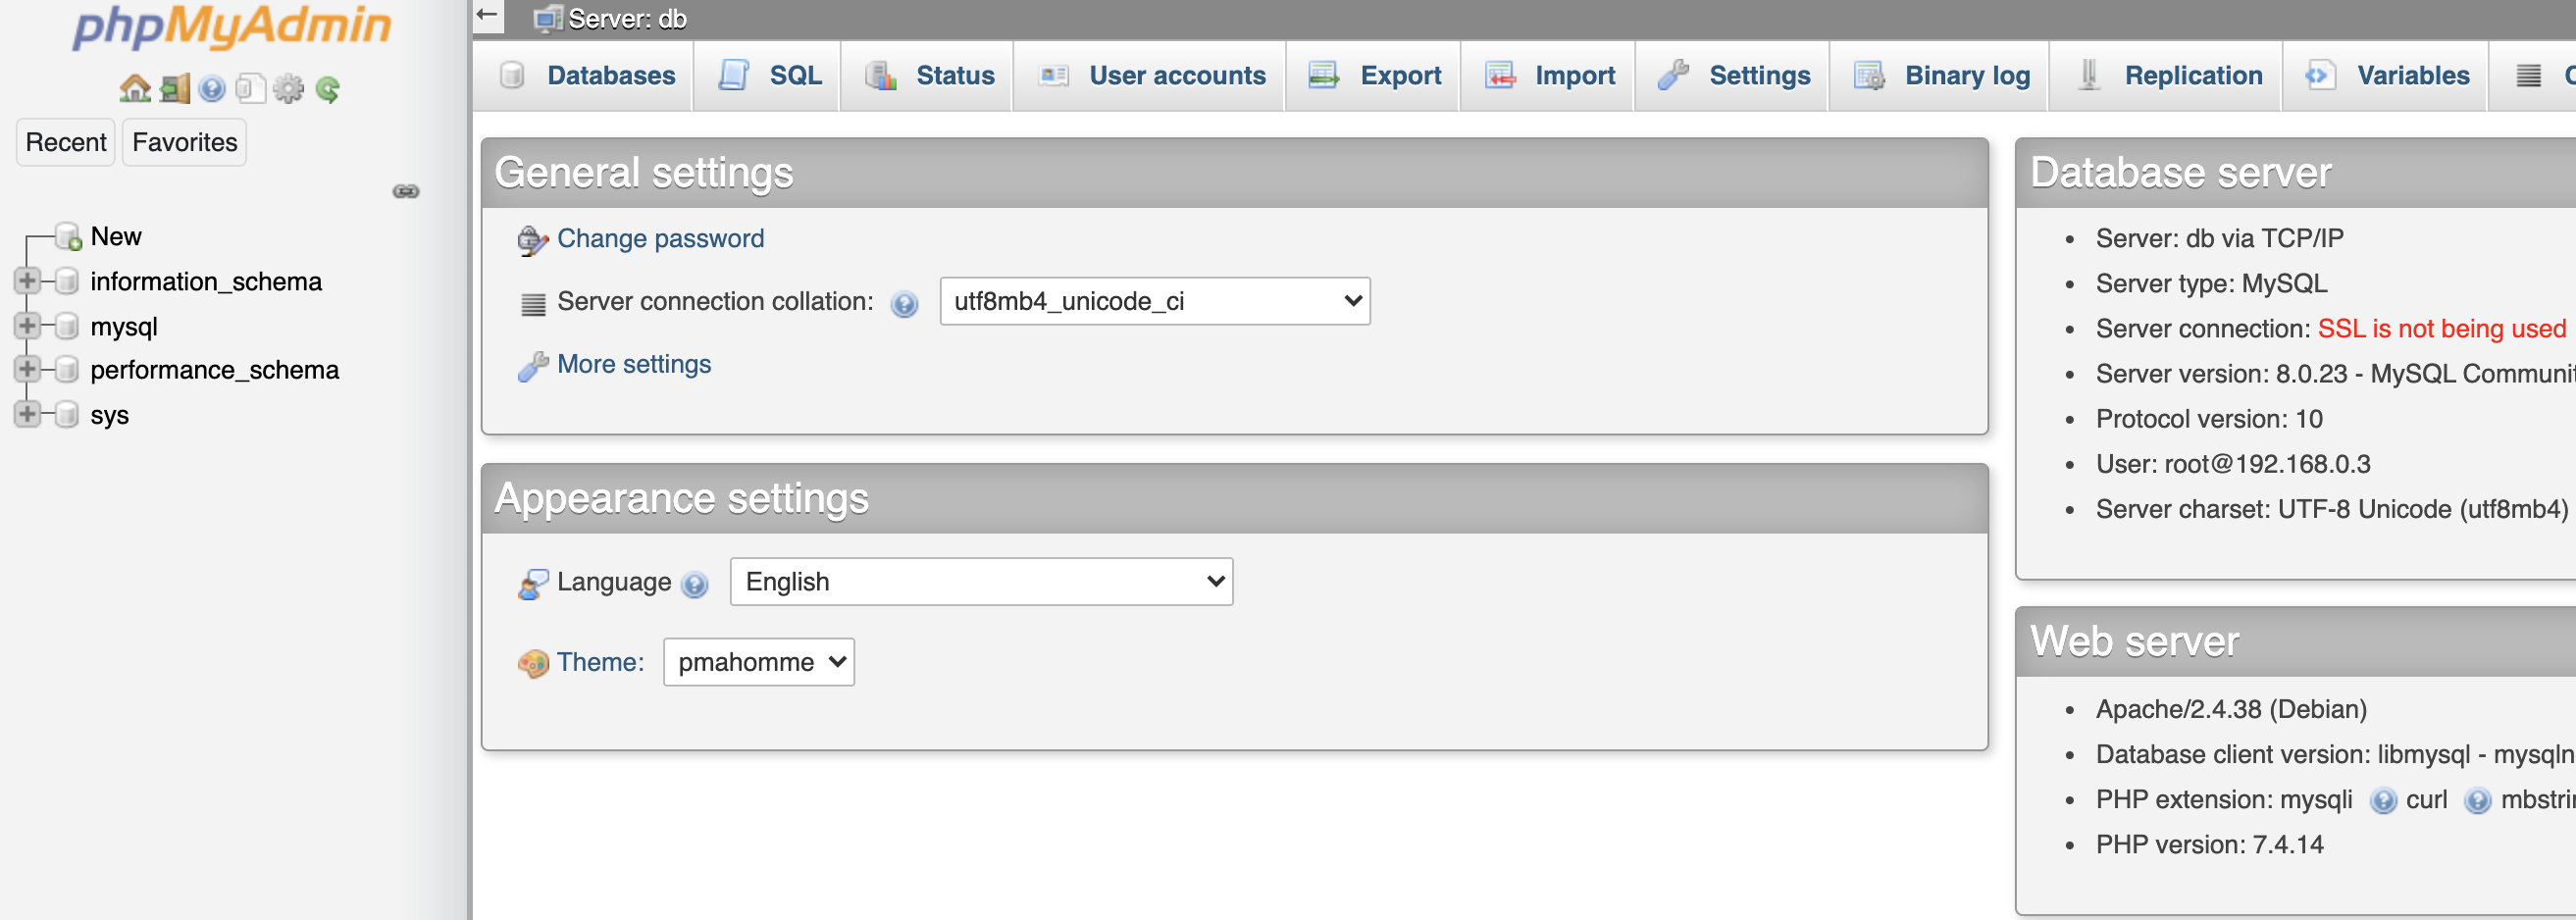 phpMyAdmin
Recent Favorites
New
information_schema
mysql
performance_schema
sys
Server: db
Databases SQL Status User accounts Export Import Settings Binary log Replication Variables
General settings
Change password
Server connection collation: utf8mb4_unicode_ci
More settings
Appearance settings
Language English
Theme: pmahomme
Database server
Server: db via TCP/IP
Server type: MySQL
Server connection: SSL is not being used
Server version: 8.0.23 - MySQL Communit
Protocol version: 10
User: root@192.168.0.3
Server charset: UTF-8 Unicode (utf8mb4)
Web server
Apache/2.4.38 (Debian)
Database client version: libmysql - mysqln
PHP extension: mysqli curl mbstri
PHP version: 7.4.14